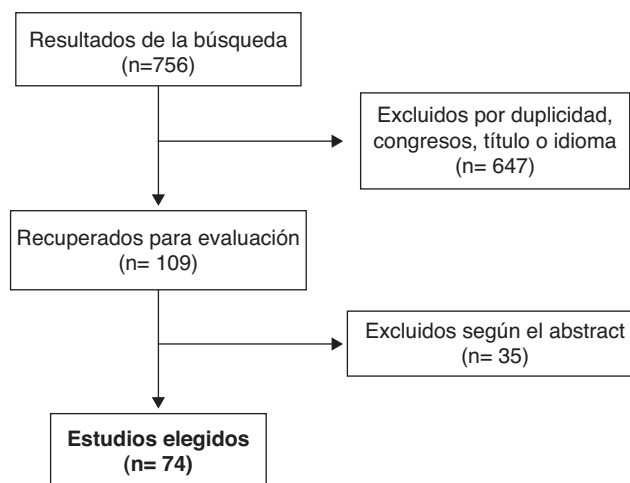 Resultados de la búsqueda
(n=756)
Excluidos por duplicidad,
congresos, título o idioma
(n= 647)
Recuperados para evaluación
(n= 109)
Excluidos según el abstract
(n= 35)
Estudios elegidos
(n= 74)